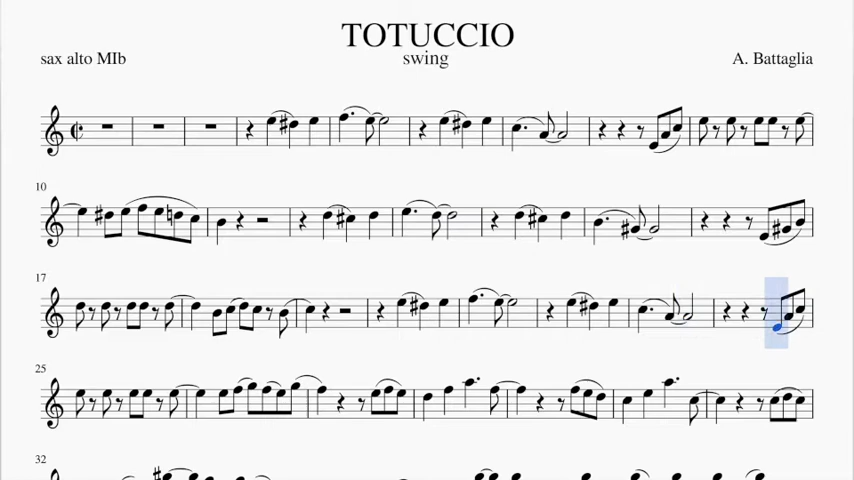 TOTUCCIO
swing
sax alto MIb
A. Battaglia
10
17
25
32